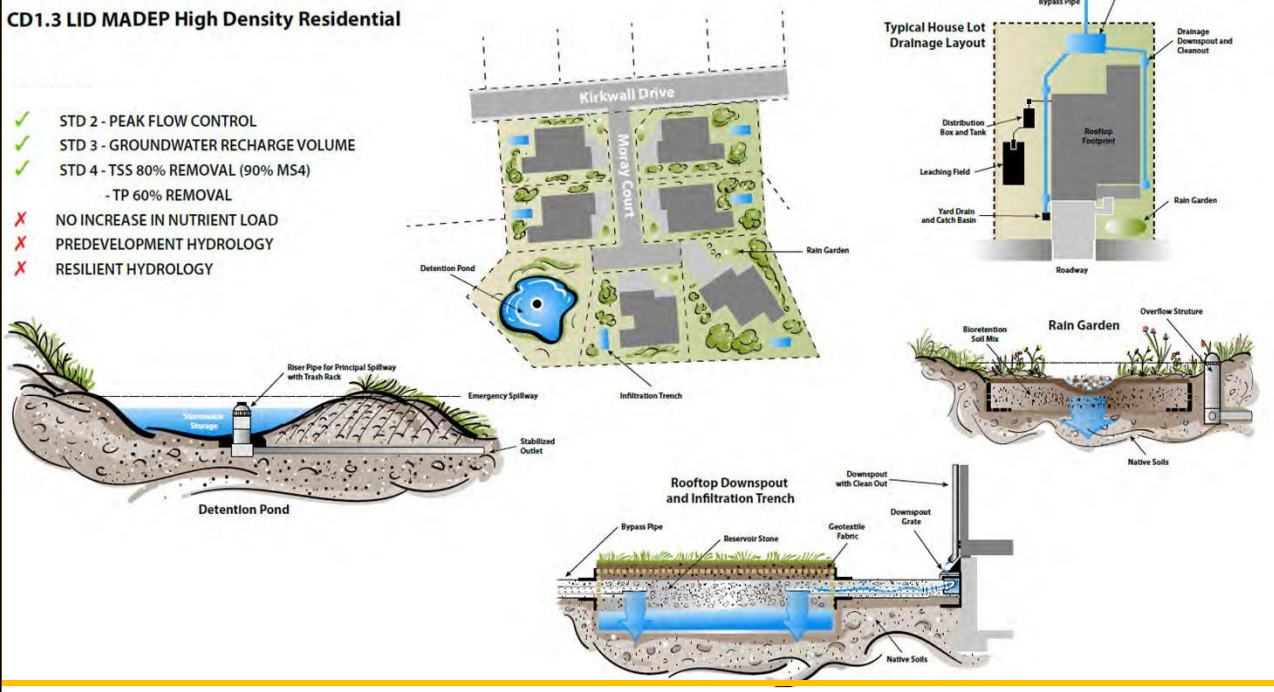 CD1.3 LID MADEP High Density Residential
✓ STD 2 - PEAK FLOW CONTROL
✓ STD 3 - GROUNDWATER RECHARGE VOLUME
✓ STD 4 - TSS 80% REMOVAL (90% MS4)
- TP 60% REMOVAL
✗ NO INCREASE IN NUTRIENT LOAD
✗ PREDEVELOPMENT HYDROLOGY
✗ RESILIENT HYDROLOGY
Kirkwall Drive
Moray Court
Detention Pond
Rain Garden
Infiltration Trench
Bypass Pipe
Typical House Lot
Drainage Layout
Drainage
Downspout and
Cleanout
Distribution
Box and Tank
Rooftop
Footprint
Leaching Field
Yard Drain
and Catch Basin
Rain Garden
Roadway
Riser Pipe for Principal Spillway
with Trash Rack
Emergency Spillway
Stormwater
Storage
Stabilized
Outlet
Detention Pond
Rain Garden
Overflow Struture
Bioretention
Soil Mix
Native Soils
Rooftop Downspout
and Infiltration Trench
Downspout
with Clean Out
Downspout
Grate
Geotextile
Fabric
Bypass Pipe
Reservoir Stone
Native Soils